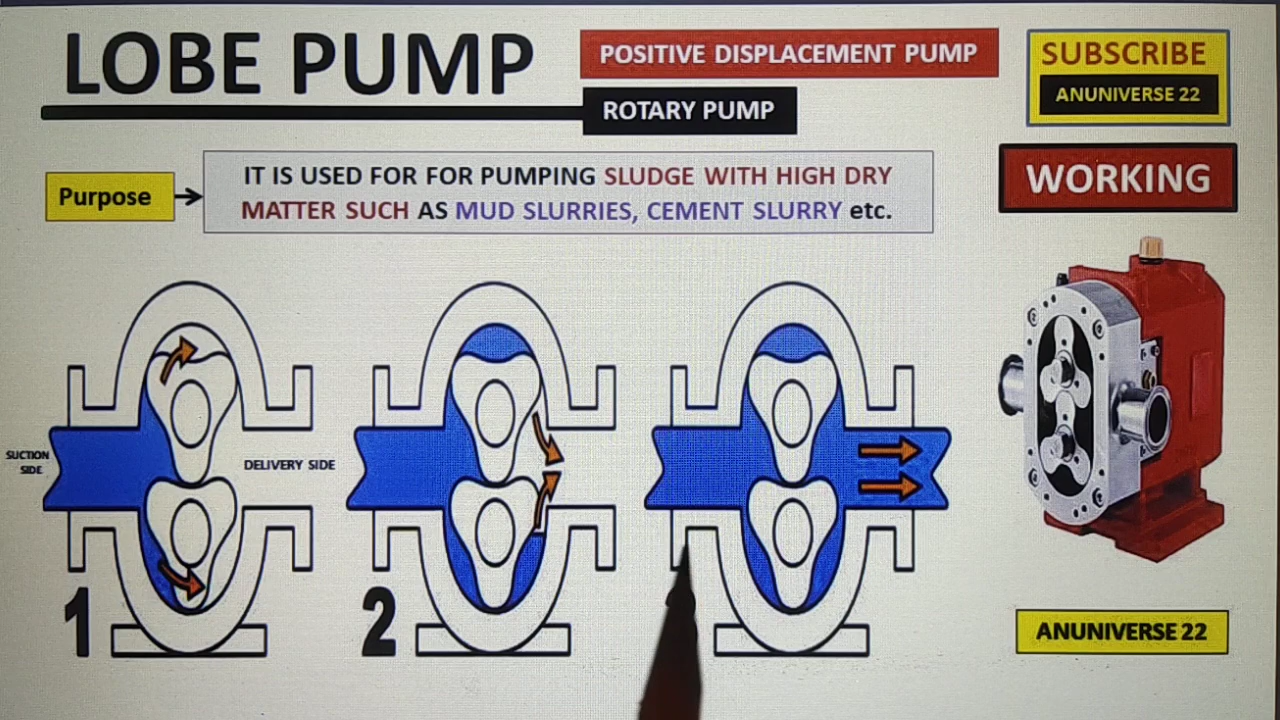 LOBE PUMP
POSITIVE DISPLACEMENT PUMP
ROTARY PUMP
SUBSCRIBE
ANUNIVERSE 22
Purpose
IT IS USED FOR FOR PUMPING SLUDGE WITH HIGH DRY
MATTER SUCH AS MUD SLURRIES, CEMENT SLURRY etc.
WORKING
SUCTION
SIDE
DELIVERY SIDE
1
2
ANUNIVERSE 22